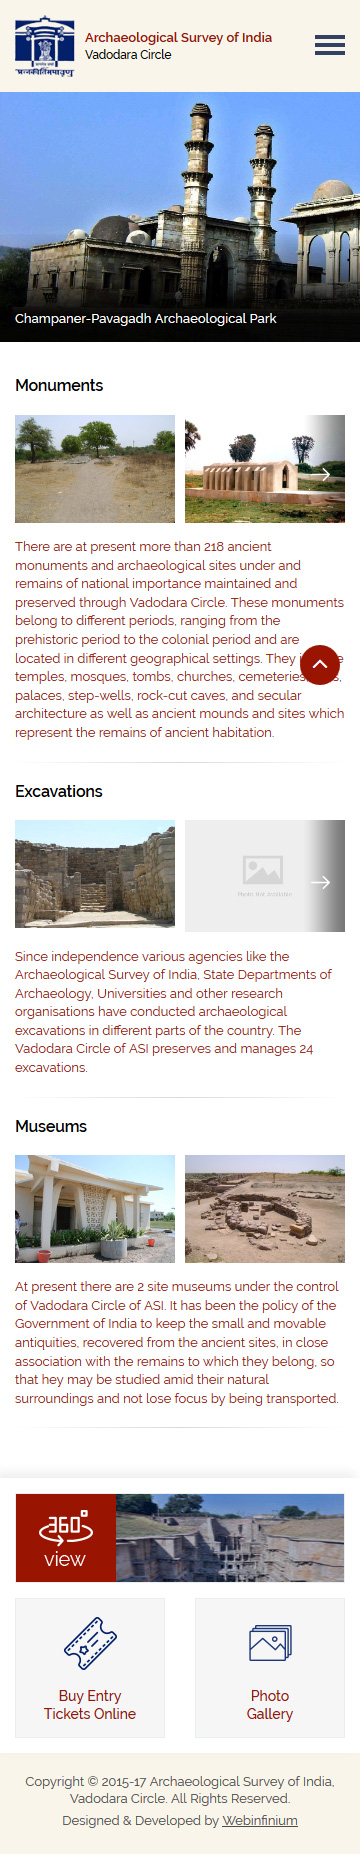 Archaeological Survey of India
Vadodara Circle
Champaner-Pavagadh Archaeological Park
Monuments
There are at present more than 218 ancient
monuments and archaeological sites under and
remains of national importance maintained and
preserved through Vadodara Circle. These monuments
belong to different periods, ranging from the
prehistoric period to the colonial period and are
located in different geographical settings. They
temples, mosques, tombs, churches, cemeteries
palaces, step-wells, rock-cut caves, and secular
architecture as well as ancient mounds and sites which
represent the remains of ancient habitation.
Excavations
Photo Not available
Since independence various agencies like the
Archaeological Survey of India, State Departments of
Archaeology, Universities and other research
organisations have conducted archaeological
excavations in different parts of the country. The
Vadodara Circle of ASI preserves and manages 24
excavations.
Museums
At present there are 2 site museums under the control
of Vadodara Circle of ASI. It has been the policy of the
Government of India to keep the small and movable
antiquities, recovered from the ancient sites, in close
association with the remains to which they belong, so
that hey may be studied amid their natural
surroundings and not lose focus by being transported.
360°
view
Buy Entry
Tickets Online
Photo
Gallery
Copyright © 2015-17 Archaeological Survey of India,
Vadodara Circle. All Rights Reserved.
Designed & Developed by Webinfinium